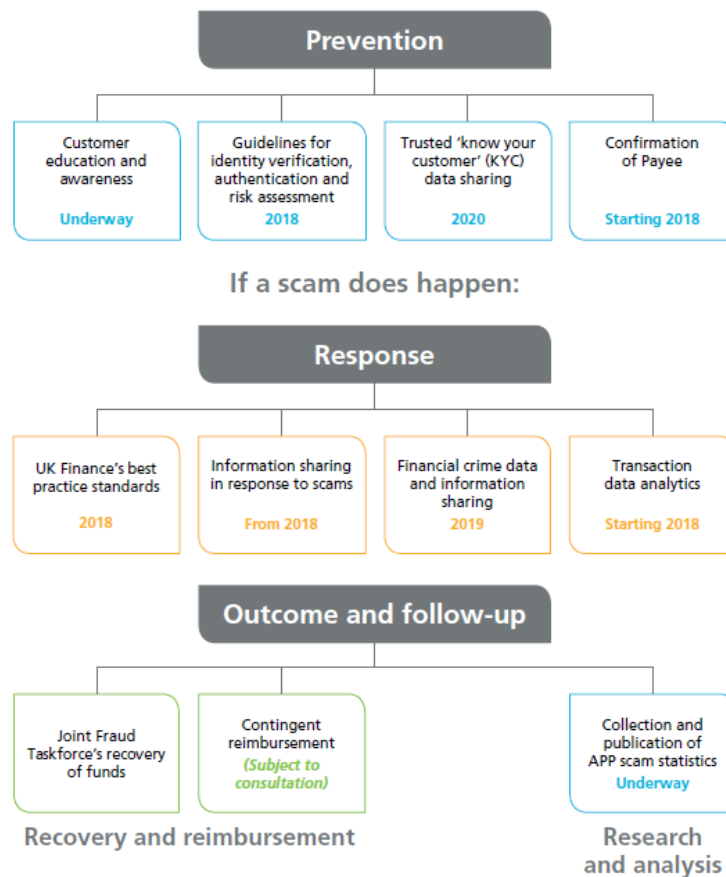 Prevention
Customer
education and
awareness
Underway
Guidelines for
identity verification,
authentication and
risk assessment
2018
Trusted ‘know your
customer’ (KYC)
data sharing
2020
Confirmation
of Payee
Starting 2018
If a scam does happen:
Response
UK Finance’s best
practice standards
2018
Information sharing
in response to scams
From 2018
Financial crime data
and information
sharing
2019
Transaction
data analytics
Starting 2018
Outcome and follow-up
Joint Fraud
Taskforce’s recovery
of funds
Contingent
reimbursement
(Subject to
consultation)
Collection and
publication of
APP scam statistics
Underway
Recovery and reimbursement
Research
and analysis